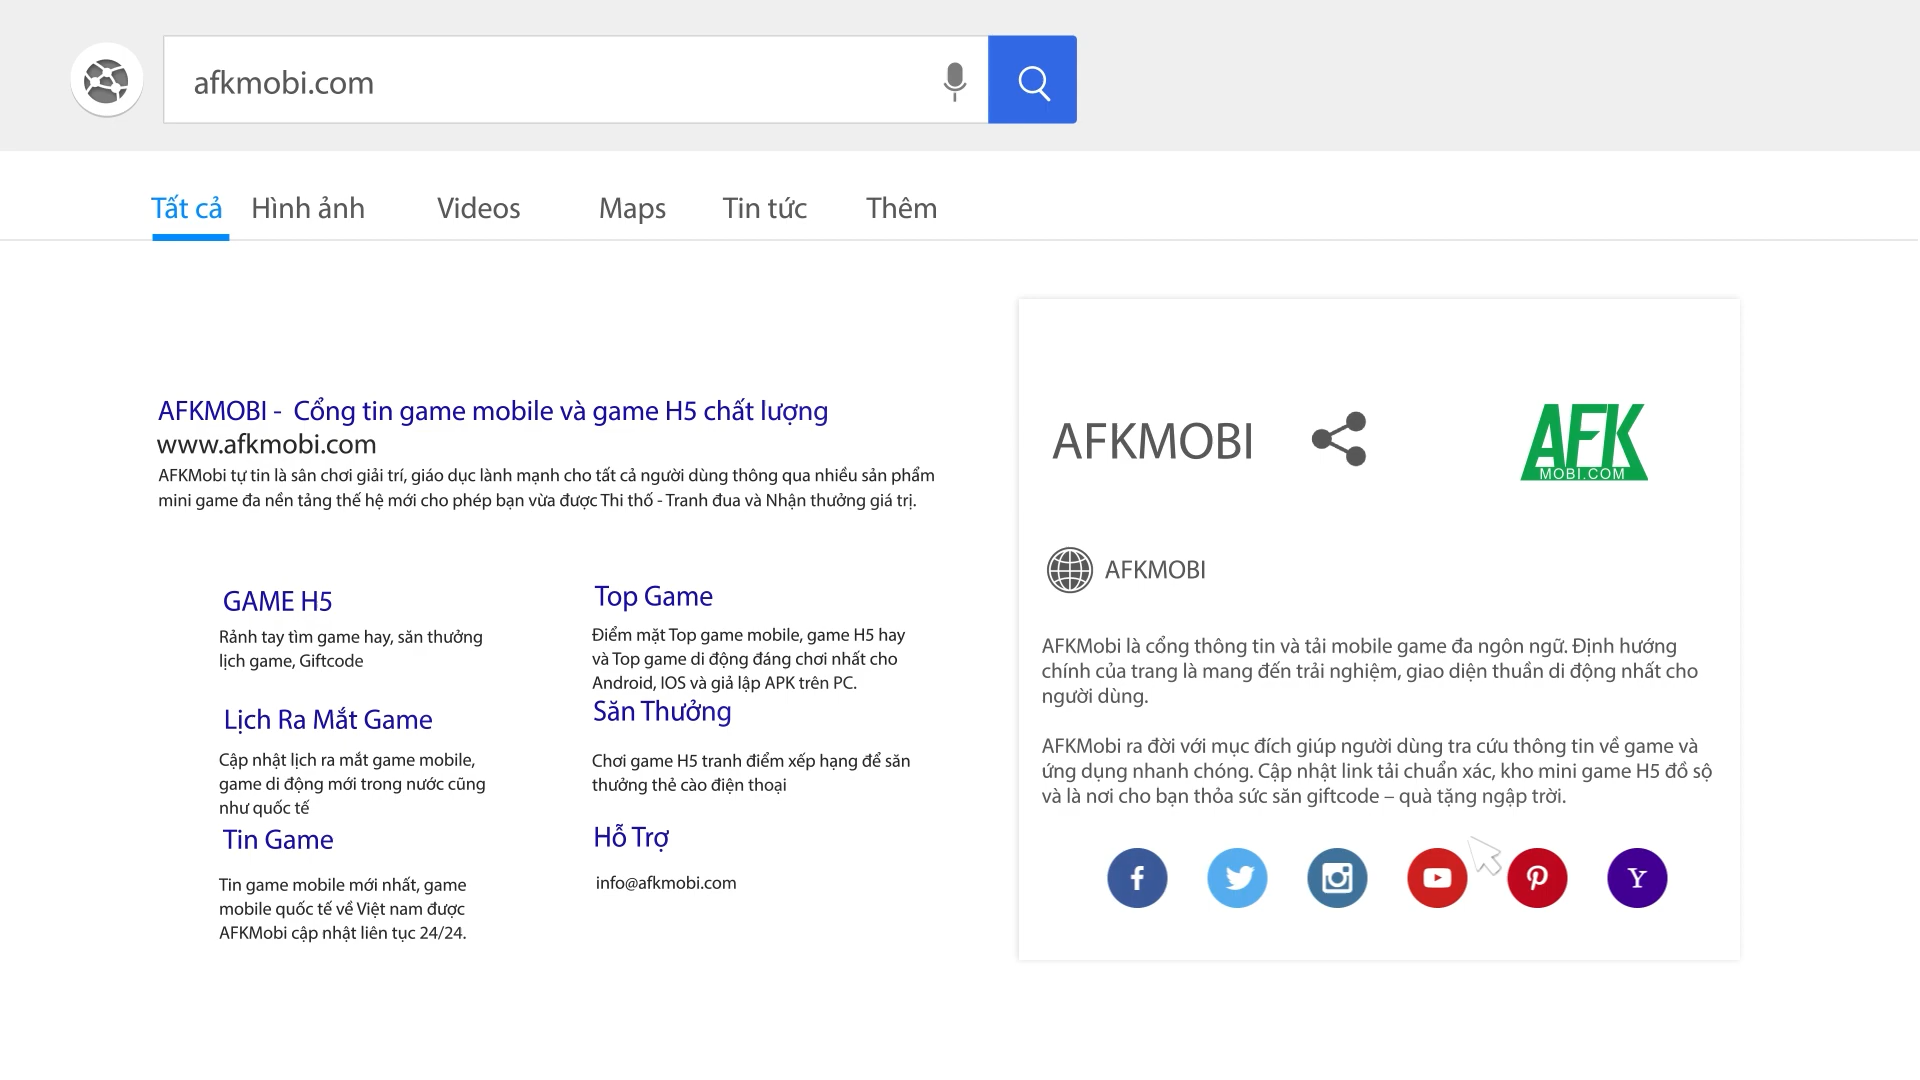 afkmobi.com
Tất cả
Hình ảnh
Videos
Maps
Tin tức
Thêm
AFKMOBI - Cổng tin game mobile và game H5 chất lượng
www.afkmobi.com
AFKMobi tự tin là sân chơi giải trí, giáo dục lành mạnh cho tất cả người dùng thông qua nhiều sản phẩm
mini game đa nền tảng thế hệ mới cho phép bạn vừa được Thi thố - Tranh đua và Nhận thưởng giá trị.
GAME H5
Rảnh tay tìm game hay, săn thưởng
lịch game, Giftcode
Lịch Ra Mắt Game
Cập nhật lịch ra mắt game mobile,
game di động mới trong nước cũng
như quốc tế
Tin Game
Tin game mobile mới nhất, game
mobile quốc tế về Việt nam được
AFKMobi cập nhật liên tục 24/24.
Top Game
Điểm mặt Top game mobile, game H5 hay
và Top game di động đáng chơi nhất cho
Android, IOS và giả lập APK trên PC.
Săn Thưởng
Chơi game H5 tranh điểm xếp hạng để săn
thưởng thẻ cào điện thoại
Hỗ Trợ
info@afkmobi.com
AFKMOBI
AFK
MOBI.COM
AFKMOBI
AFKMobi là cổng thông tin và tải mobile game đa ngôn ngữ. Định hướng
chính của trang là mang đến trải nghiệm, giao diện thuần di động nhất cho
người dùng.
AFKMobi ra đời với mục đích giúp người dùng tra cứu thông tin về game và
ứng dụng nhanh chóng. Cập nhật link tải chuẩn xác, kho mini game H5 đồ sộ
và là nơi cho bạn thỏa sức săn giftcode – quà tặng ngập trời.